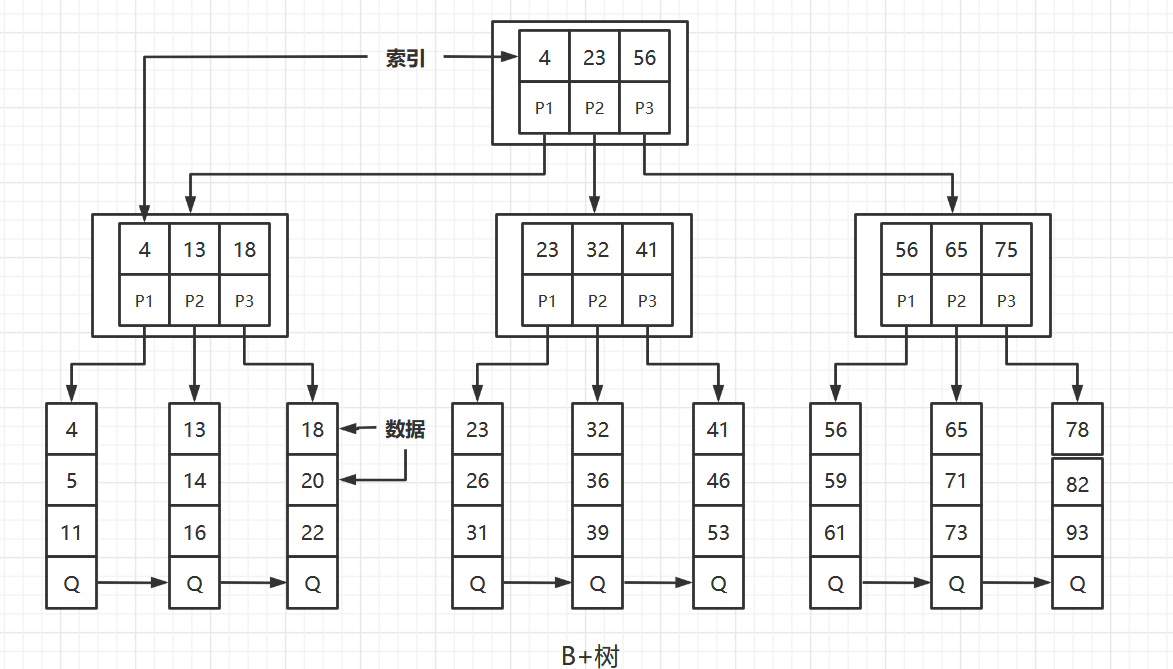 索引 4 23 56
P1 P2 P3
4 13 18 23 32 41 56 65 75
P1 P2 P3 P1 P2 P3 P1 P2 P3
4 13 18 数据 23 32 41 56 65 78
5 14 20 26 36 46 59 71 82
11 16 22 31 39 53 61 73 93
Q Q Q Q Q Q Q Q Q
B+树